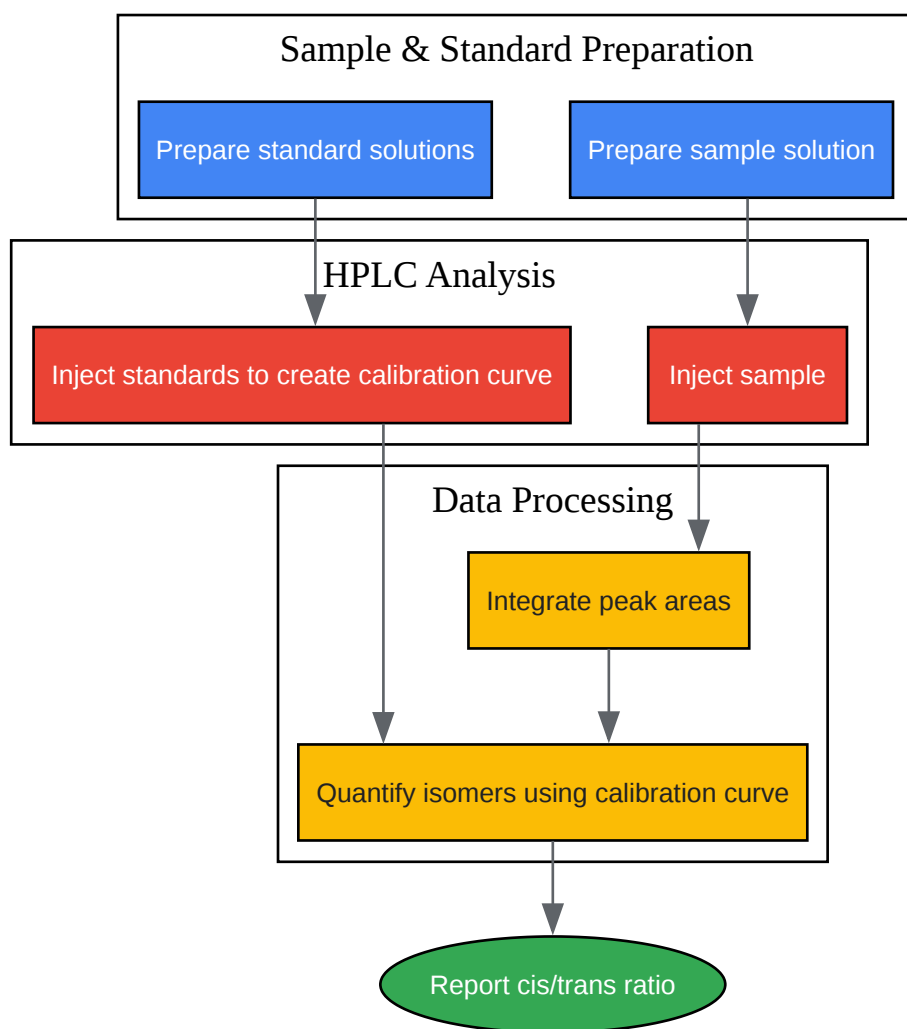 Sample & Standard Preparation
Prepare standard solutions
Prepare sample solution
HPLC Analysis
Inject standards to create calibration curve
Inject sample
Data Processing
Integrate peak areas
Quantify isomers using calibration curve
Report cis/trans ratio